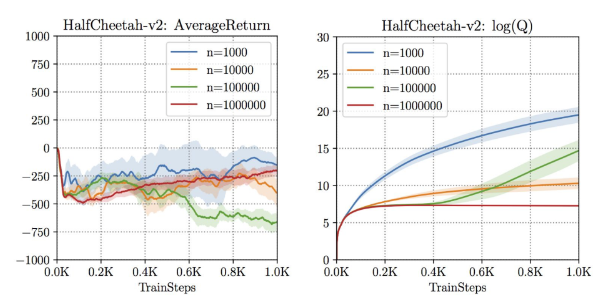 HalfCheetah-v2: AverageReturn
1000
750
500
250
0
−250
−500
−750
−1000
n=1000
n=10000
n=100000
n=1000000
0.0K 0.2K 0.4K 0.6K 0.8K 1.0K
TrainSteps
HalfCheetah-v2: log(Q)
30
25
20
15
10
5
0
n=1000
n=10000
n=100000
n=1000000
0.0K 0.2K 0.4K 0.6K 0.8K 1.0K
TrainSteps